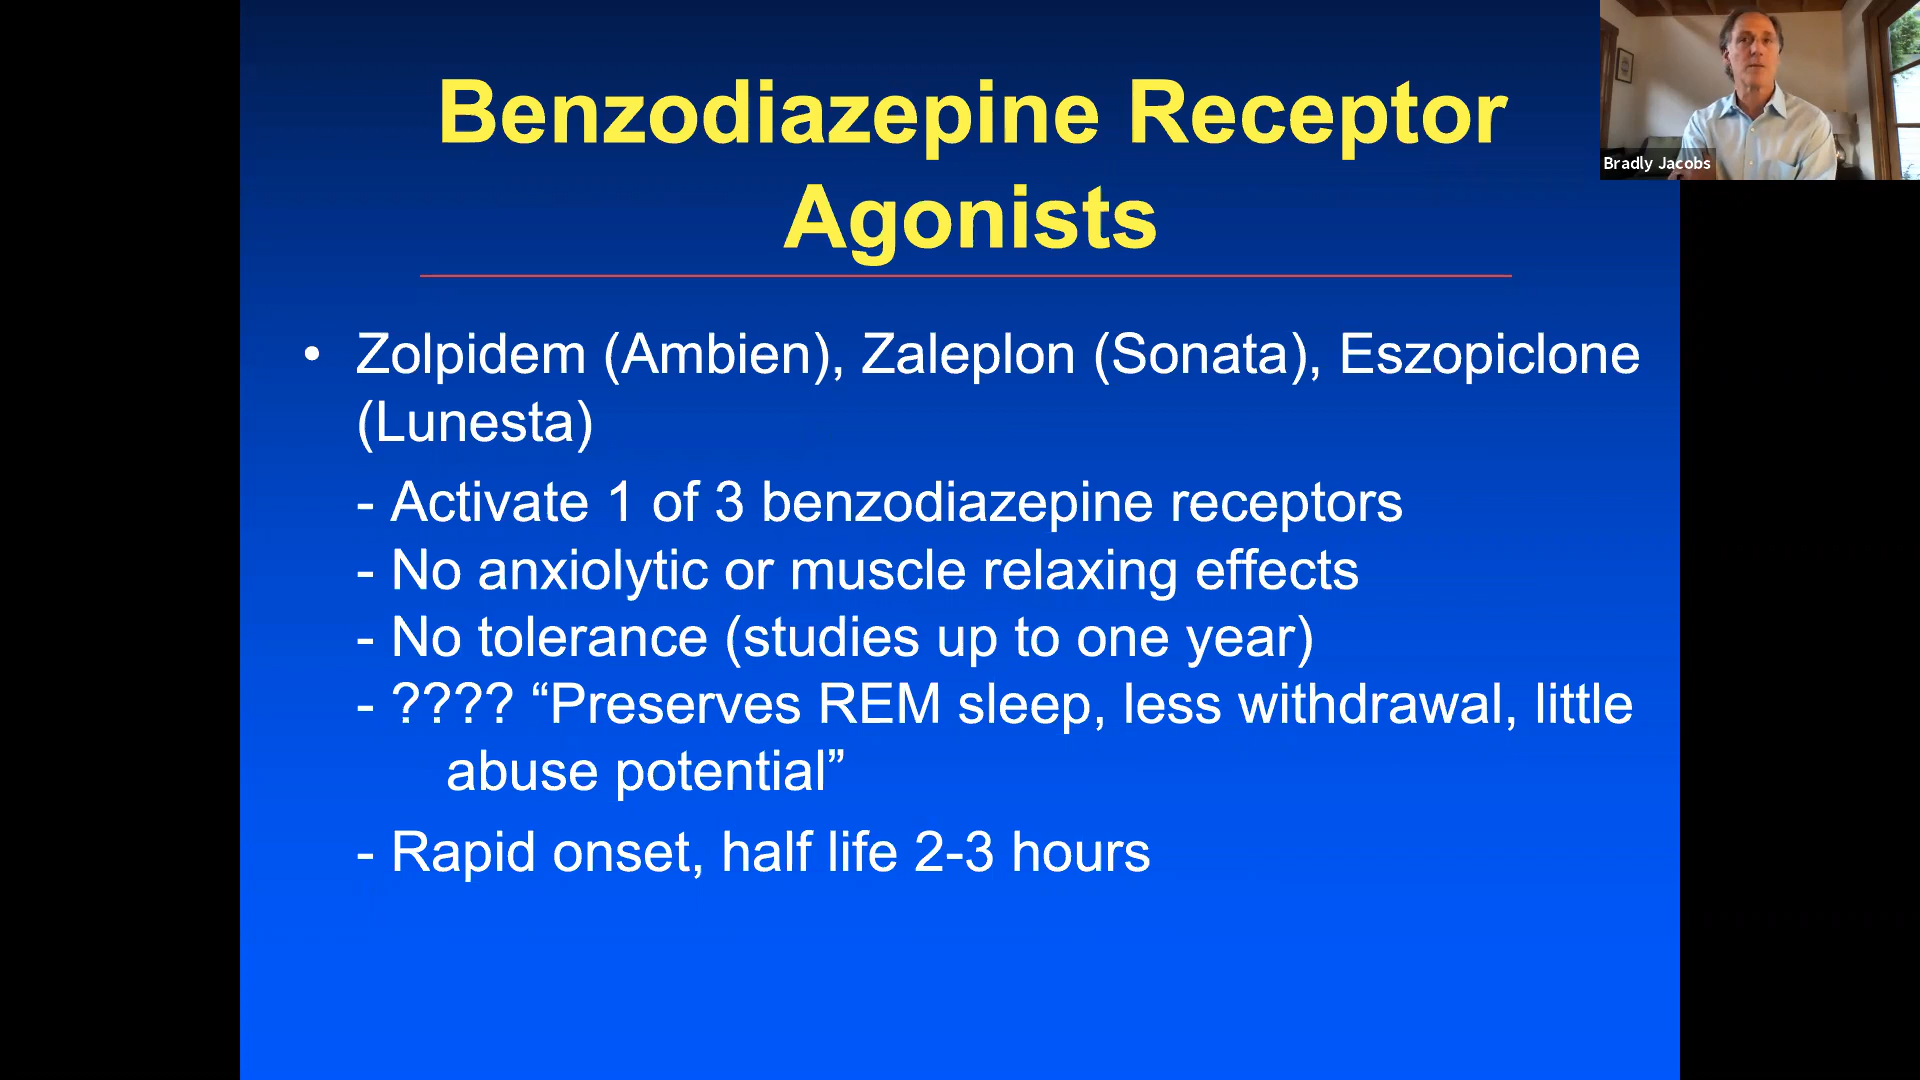 Benzodiazepine Receptor
Agonists
Bradly Jacobs
• Zolpidem (Ambien), Zaleplon (Sonata), Eszopiclone
(Lunesta)
- Activate 1 of 3 benzodiazepine receptors
- No anxiolytic or muscle relaxing effects
- No tolerance (studies up to one year)
- ???? “Preserves REM sleep, less withdrawal, little
abuse potential”
- Rapid onset, half life 2-3 hours